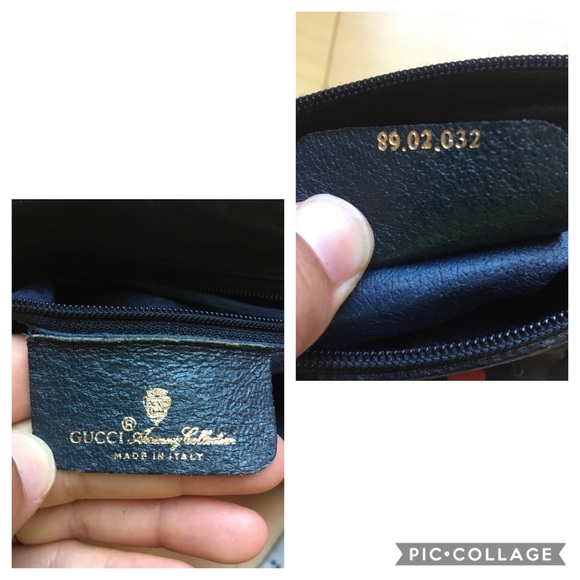 89.02.032
GUCCI ® Accessory Collection
MADE IN ITALY
PIC•COLLAGE